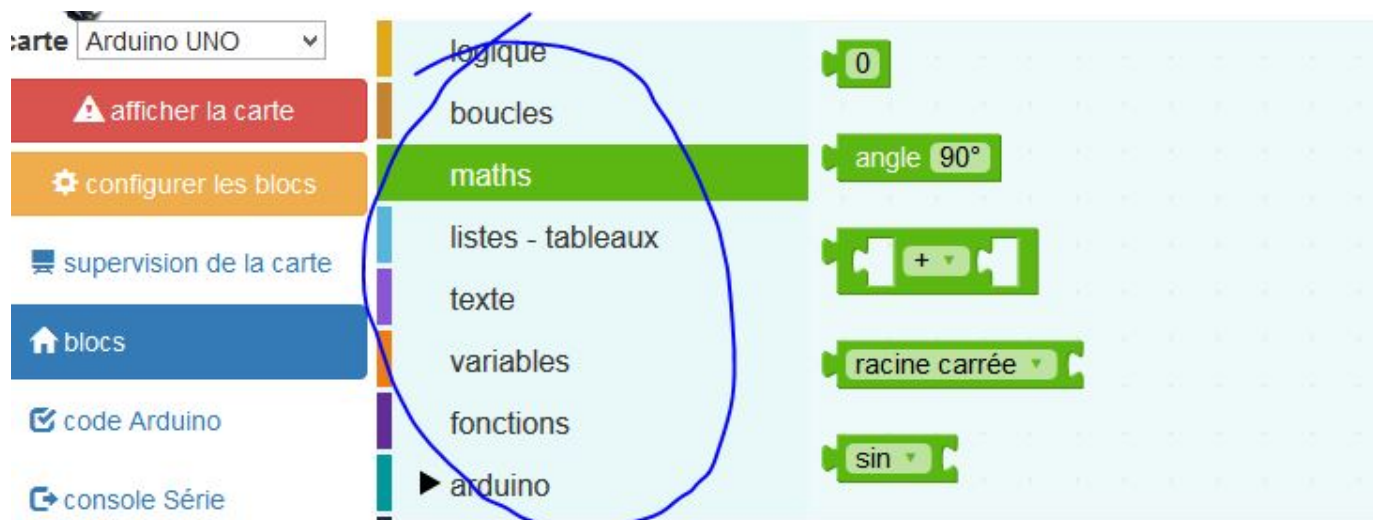 carte Arduino UNO
afficher la carte
configurer les blocs
supervision de la carte
blocs
code Arduino
console Série
logique
boucles
maths
listes - tableaux
texte
variables
fonctions
arduino
0
angle 90°
+
racine carrée
sin